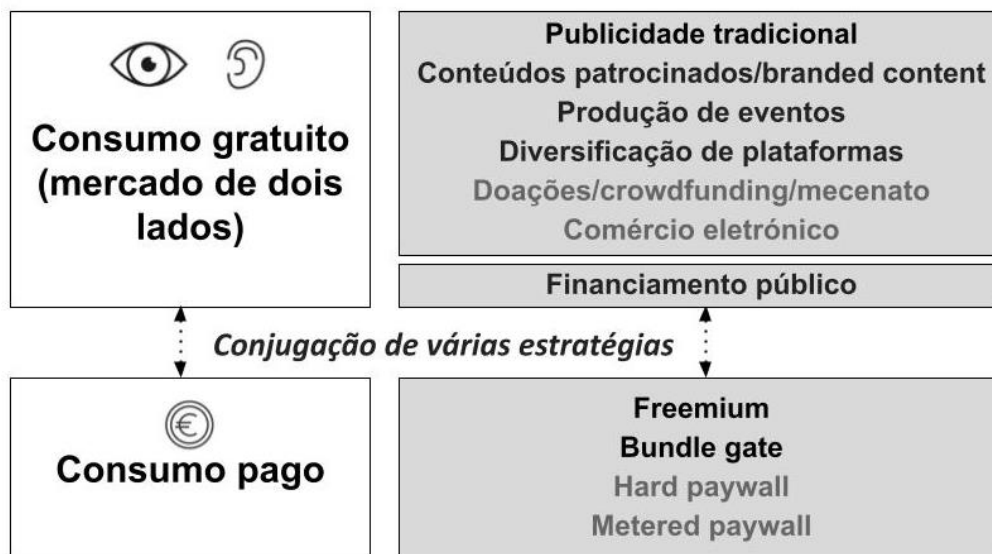 Consumo gratuito
(mercado de dois
lados)
Publicidade tradicional
Conteúdos patrocinados/branded content
Produção de eventos
Diversificação de plataformas
Doações/crowdfunding/mecenato
Comércio eletrónico
Financiamento público
Conjugação de várias estratégias
€
Consumo pago
Freemium
Bundle gate
Hard paywall
Metered paywall